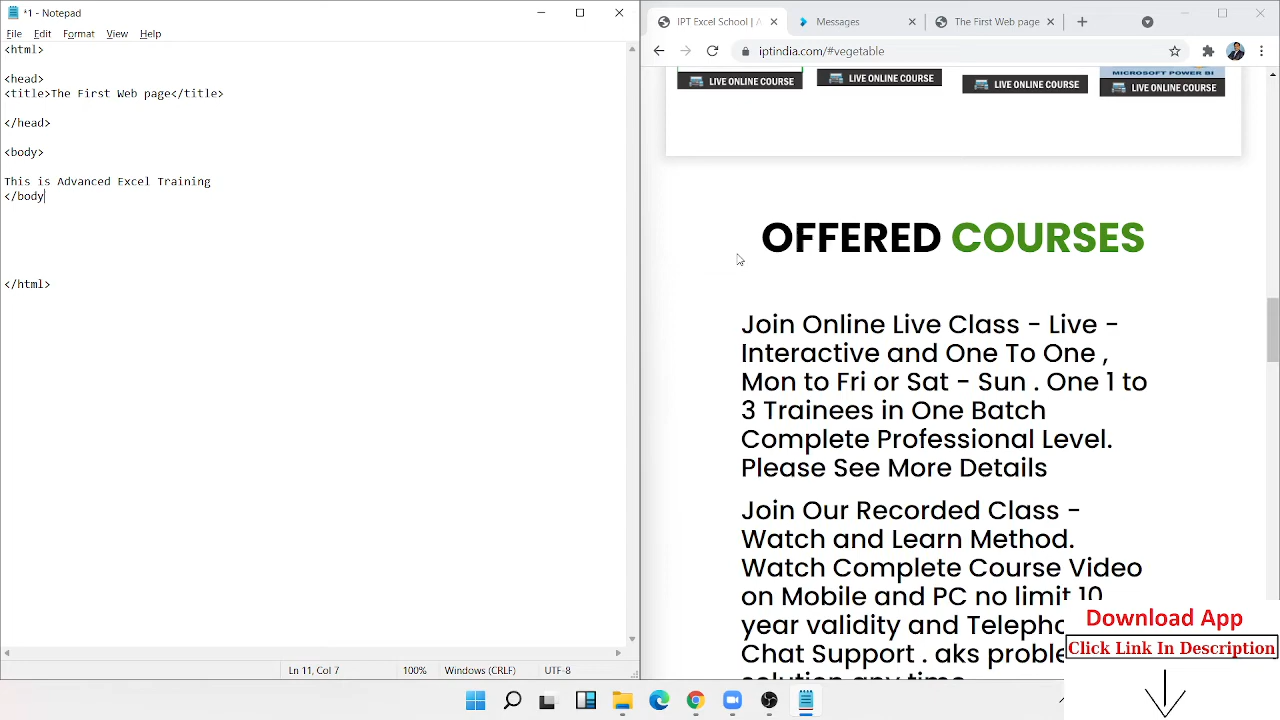 *1 - Notepad
File Edit Format View Help
<html>
<head>
<title>The First Web page</title>
</head>
<body>
This is Advanced Excel Training
</body
</html>
Ln 11, Col 7 100% Windows (CRLF) UTF-8
IPT Excel School | A
Messages
The First Web page
iptindia.com/#vegetable
LIVE ONLINE COURSE
LIVE ONLINE COURSE
LIVE ONLINE COURSE
MICROSOFT POWER BI
LIVE ONLINE COURSE
OFFERED COURSES
Join Online Live Class - Live -
Interactive and One To One ,
Mon to Fri or Sat - Sun . One 1 to
3 Trainees in One Batch
Complete Professional Level.
Please See More Details
Join Our Recorded Class -
Watch and Learn Method.
Watch Complete Course Video
on Mobile and PC no limit 10
year validity and Telepho
Chat Support . aks proble
solution any time
Download App
Click Link In Description